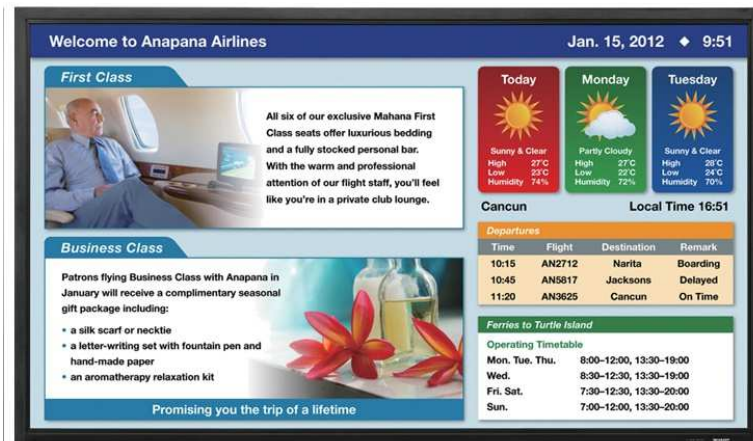 Welcome to Anapana Airlines
Jan. 15, 2012 ◆ 9:51
First Class
All six of our exclusive Mahana First
Class seats offer luxurious bedding
and a fully stocked personal bar.
With the warm and professional
attention of our flight staff, you'll feel
like you're in a private club lounge.
Business Class
Patrons flying Business Class with Anapana in
January will receive a complimentary seasonal
gift package including:
• a silk scarf or necktie
• a letter-writing set with fountain pen and
hand-made paper
• an aromatherapy relaxation kit
Promising you the trip of a lifetime
Today
Sunny & Clear
High 27°C
Low 23°C
Humidity 74%
Monday
Partly Cloudy
High 27°C
Low 22°C
Humidity 72%
Tuesday
Sunny & Clear
High 28°C
Low 24°C
Humidity 70%
Cancun Local Time 16:51
Departures
Time Flight Destination Remark
10:15 AN2712 Narita Boarding
10:45 AN5817 Jacksons Delayed
11:20 AN3625 Cancun On Time
Ferries to Turtle Island
Operating Timetable
Mon. Tue. Thu. 8:00–12:00, 13:30–19:00
Wed. 8:30–12:30, 13:30–19:00
Fri. Sat. 7:30–12:30, 13:30–20:00
Sun. 7:00–12:00, 13:30–20:00